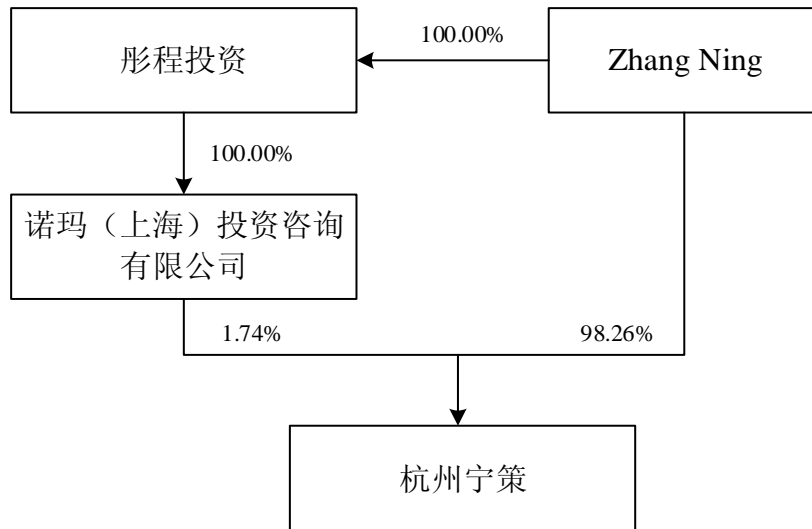 彤程投资
100.00%
Zhang Ning
100.00%
诺玛（上海）投资咨询
有限公司
1.74%
98.26%
杭州宁策